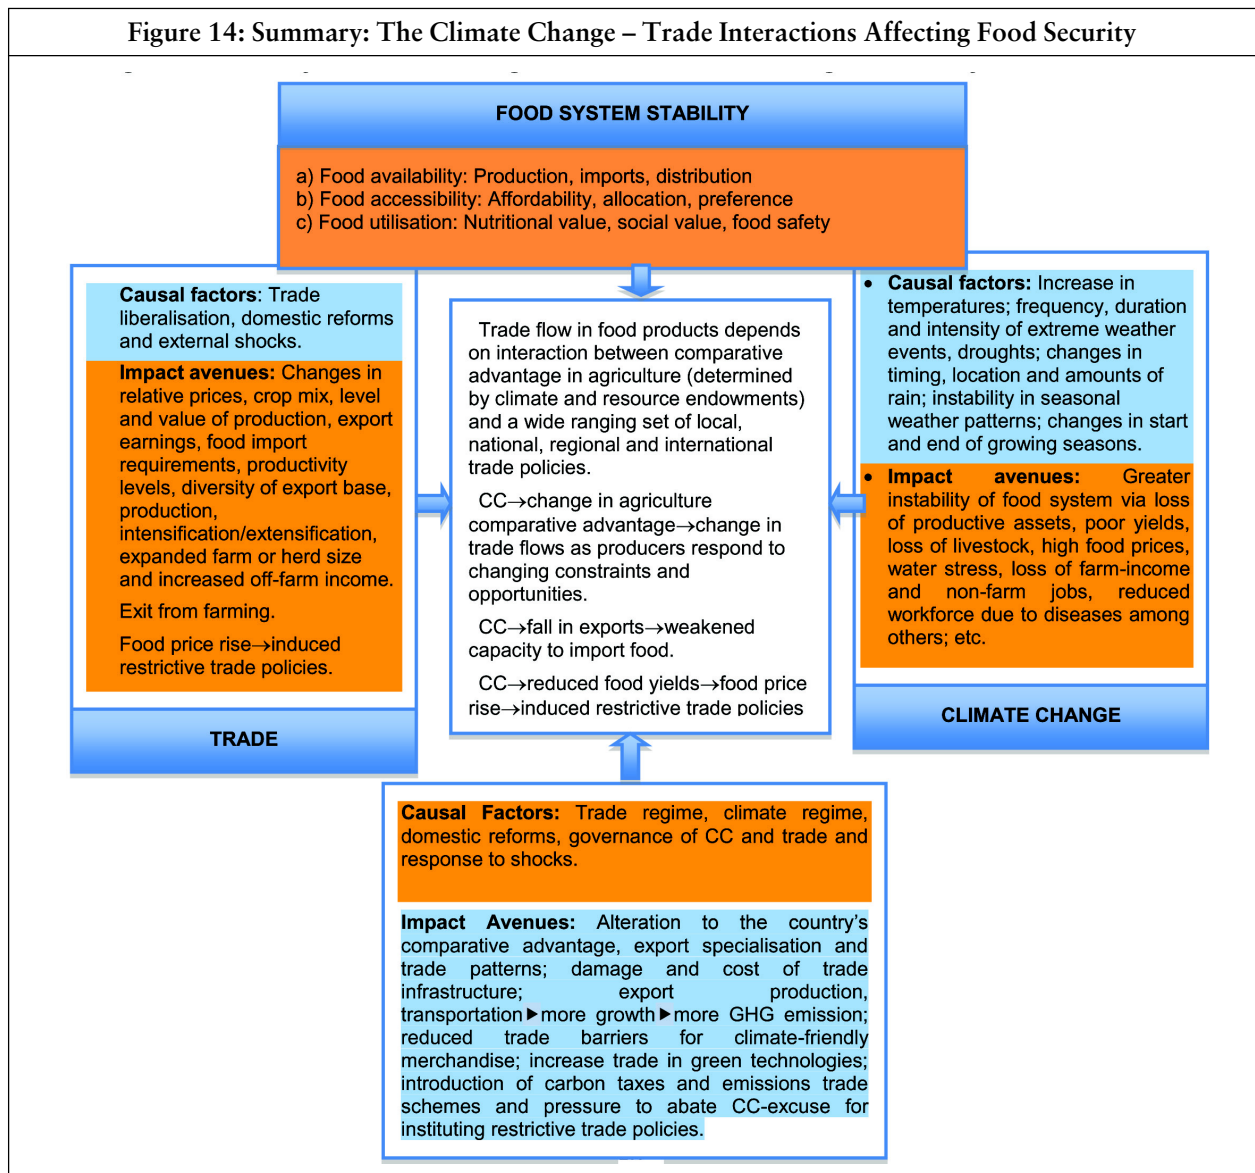 Figure 14: Summary: The Climate Change – Trade Interactions Affecting Food Security
FOOD SYSTEM STABILITY
a) Food availability: Production, imports, distribution
b) Food accessibility: Affordability, allocation, preference
c) Food utilisation: Nutritional value, social value, food safety
Causal factors: Trade
liberalisation, domestic reforms
and external shocks.
Impact avenues: Changes in
relative prices, crop mix, level
and value of production, export
earnings, food import
requirements, productivity
levels, diversity of export base,
production,
intensification/extensification,
expanded farm or herd size
and increased off-farm income.
Exit from farming.
Food price rise→induced
restrictive trade policies.
TRADE
Trade flow in food products depends
on interaction between comparative
advantage in agriculture (determined
by climate and resource endowments)
and a wide ranging set of local,
national, regional and international
trade policies.
CC→change in agriculture
comparative advantage→change in
trade flows as producers respond to
changing constraints and
opportunities.
CC→fall in exports→weakened
capacity to import food.
CC→reduced food yields→food price
rise→induced restrictive trade policies
• Causal factors: Increase in
temperatures; frequency, duration
and intensity of extreme weather
events, droughts; changes in
timing, location and amounts of
rain; instability in seasonal
weather patterns; changes in start
and end of growing seasons.
• Impact avenues: Greater
instability of food system via loss
of productive assets, poor yields,
loss of livestock, high food prices,
water stress, loss of farm-income
and non-farm jobs, reduced
workforce due to diseases among
others; etc.
CLIMATE CHANGE
Causal Factors: Trade regime, climate regime,
domestic reforms, governance of CC and trade and
response to shocks.
Impact Avenues: Alteration to the country's
comparative advantage, export specialisation and
trade patterns; damage and cost of trade
infrastructure; export production,
transportation►more growth►more GHG emission;
reduced trade barriers for climate-friendly
merchandise; increase trade in green technologies;
introduction of carbon taxes and emissions trade
schemes and pressure to abate CC-excuse for
instituting restrictive trade policies.